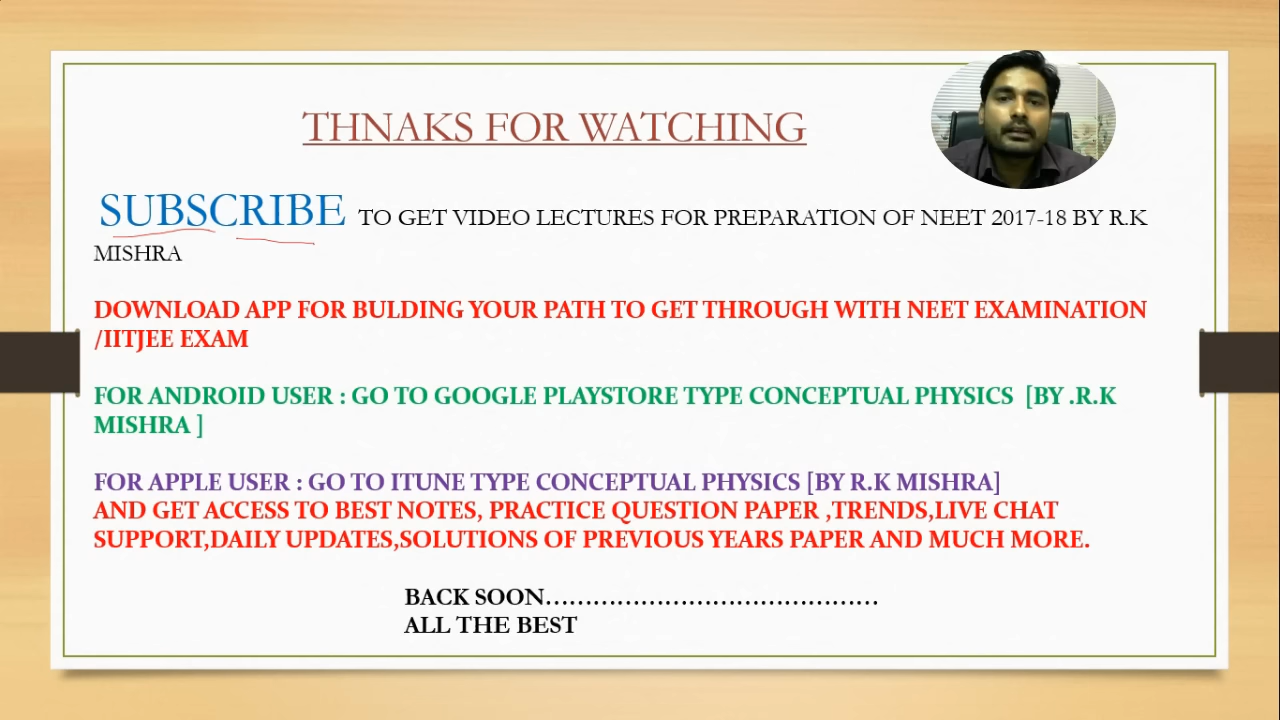 THNAKS FOR WATCHING
SUBSCRIBE TO GET VIDEO LECTURES FOR PREPARATION OF NEET 2017-18 BY R.K
MISHRA
DOWNLOAD APP FOR BULDING YOUR PATH TO GET THROUGH WITH NEET EXAMINATION
/IITJEE EXAM
FOR ANDROID USER : GO TO GOOGLE PLAYSTORE TYPE CONCEPTUAL PHYSICS [BY .R.K
MISHRA ]
FOR APPLE USER : GO TO ITUNE TYPE CONCEPTUAL PHYSICS [BY R.K MISHRA]
AND GET ACCESS TO BEST NOTES, PRACTICE QUESTION PAPER ,TRENDS,LIVE CHAT
SUPPORT,DAILY UPDATES,SOLUTIONS OF PREVIOUS YEARS PAPER AND MUCH MORE.
BACK SOON……………………………………
ALL THE BEST